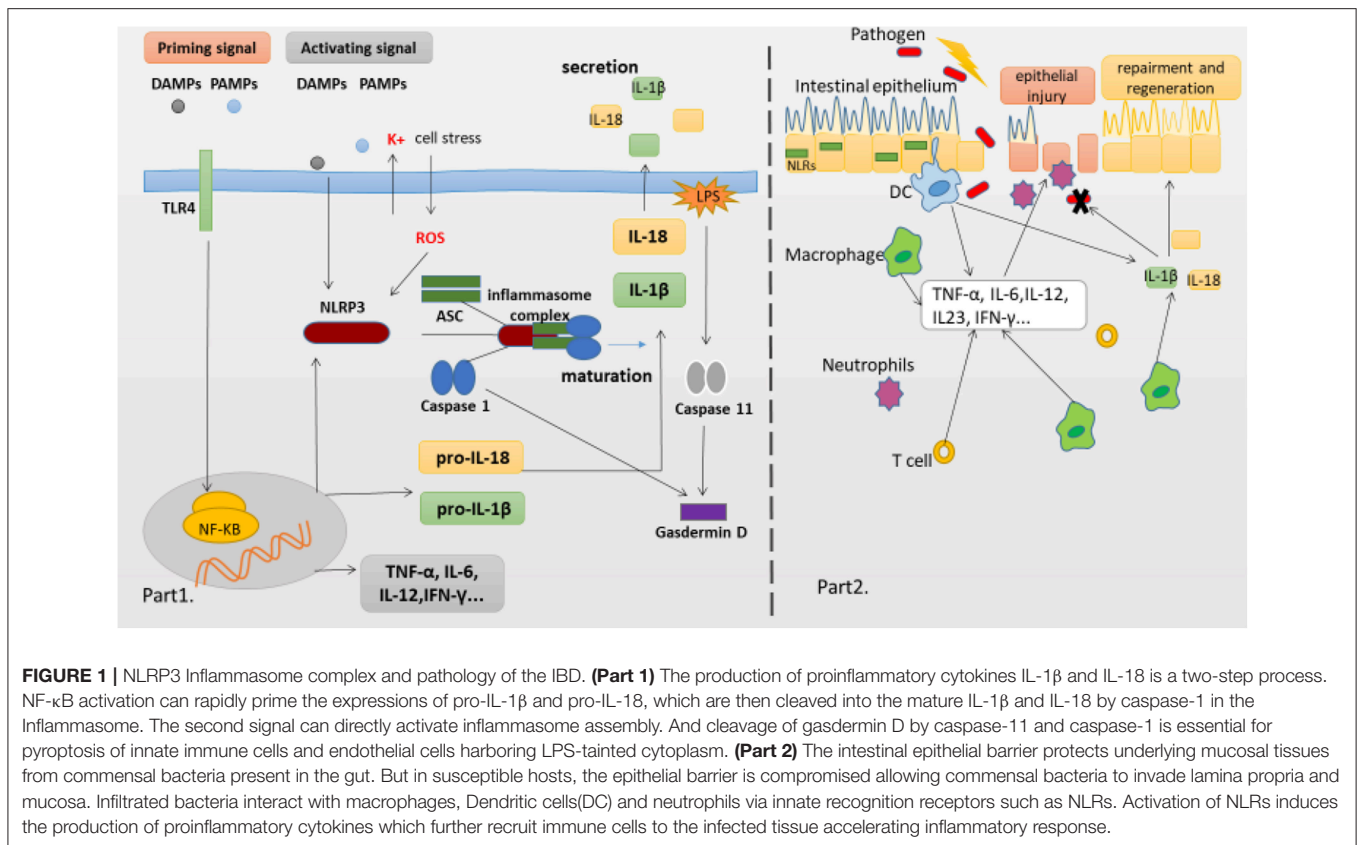 Priming signal
Activating signal
DAMPs PAMPs
DAMPs PAMPs
K+ cell stress
secretion
IL-1β
IL-18
TLR4
LPS
ROS
IL-18
IL-1β
NLRP3
ASC
inflammasome
complex
maturation
Caspase 1
Caspase 11
pro-IL-18
pro-IL-1β
NF-KB
Gasdermin D
TNF-α, IL-6,
IL-12,IFN-γ...
Part1.
Pathogen
Intestinal epithelium
epithelial
injury
repairment and
regeneration
NLRs
DC
Macrophage
TNF-α, IL-6,IL-12,
IL23, IFN-γ...
IL-1β
IL-18
Neutrophils
T cell
Part2.
FIGURE 1 | NLRP3 Inflammasome complex and pathology of the IBD. (Part 1) The production of proinflammatory cytokines IL-1β and IL-18 is a two-step process.
NF-κB activation can rapidly prime the expressions of pro-IL-1β and pro-IL-18, which are then cleaved into the mature IL-1β and IL-18 by caspase-1 in the
Inflammasome. The second signal can directly activate inflammasome assembly. And cleavage of gasdermin D by caspase-11 and caspase-1 is essential for
pyroptosis of innate immune cells and endothelial cells harboring LPS-tainted cytoplasm. (Part 2) The intestinal epithelial barrier protects underlying mucosal tissues
from commensal bacteria present in the gut. But in susceptible hosts, the epithelial barrier is compromised allowing commensal bacteria to invade lamina propria and
mucosa. Infiltrated bacteria interact with macrophages, Dendritic cells(DC) and neutrophils via innate recognition receptors such as NLRs. Activation of NLRs induces
the production of proinflammatory cytokines which further recruit immune cells to the infected tissue accelerating inflammatory response.